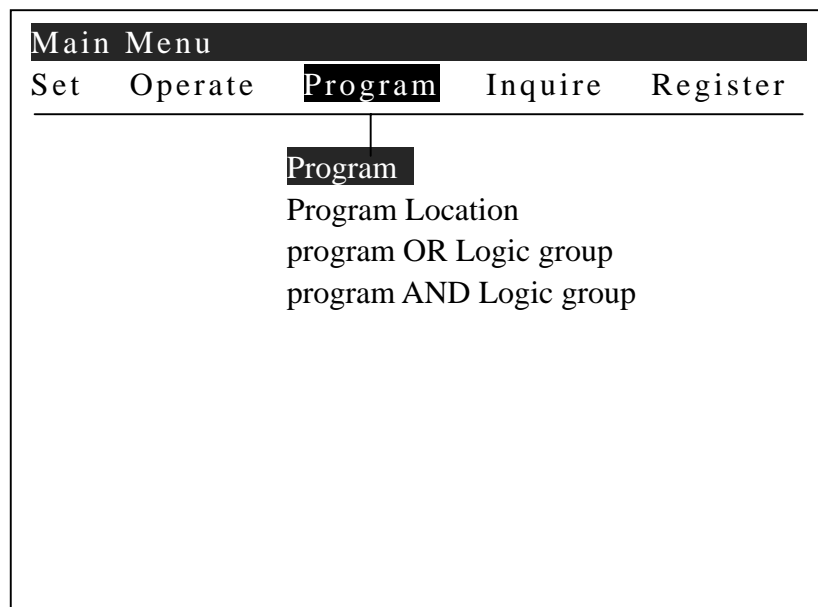 Main Menu
Set Operate Program Inquire Register
Program
Program Location
program OR Logic group
program AND Logic group